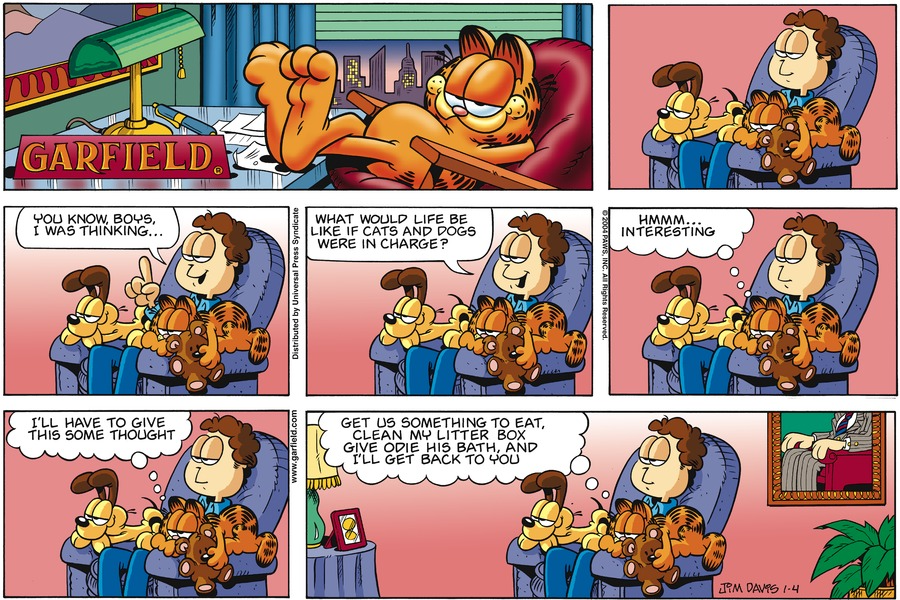 GARFIELD®
YOU KNOW, BOYS,
I WAS THINKING...
Distributed by Universal Press Syndicate
WHAT WOULD LIFE BE
LIKE IF CATS AND DOGS
WERE IN CHARGE?
© 2004 PAWS, INC. All Rights Reserved.
HMMM...
INTERESTING
I'LL HAVE TO GIVE
THIS SOME THOUGHT
www.garfield.com
GET US SOMETHING TO EAT,
CLEAN MY LITTER BOX
GIVE ODIE HIS BATH, AND
I'LL GET BACK TO YOU
JIM DAVIS 1-4